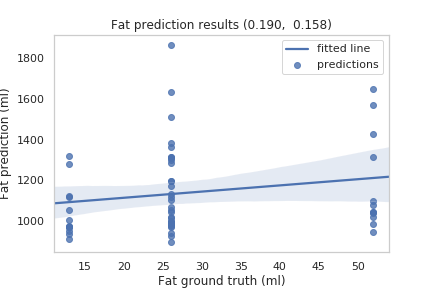 Fat prediction results (0.190,  0.158)
fitted line
predictions
Fat prediction (ml)
1800
1600
1400
1200
1000
15 20 25 30 35 40 45 50
Fat ground truth (ml)